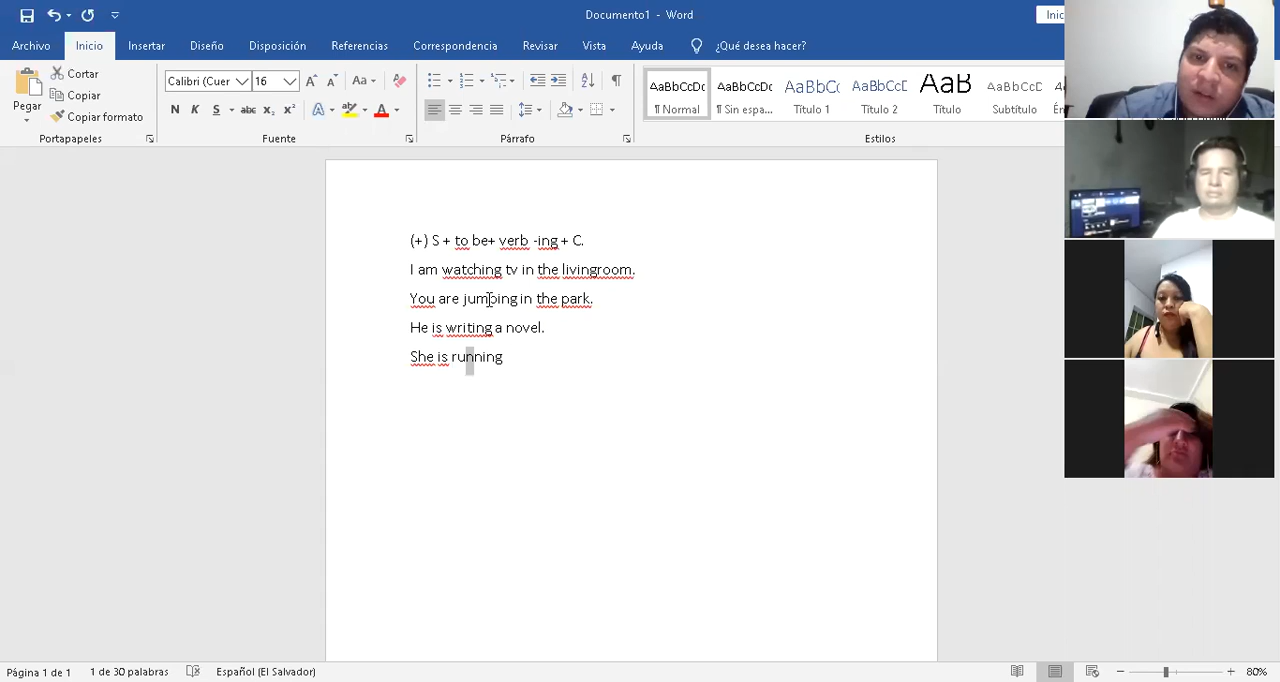 Documento1 - Word
Inic
Archivo Inicio Insertar Diseño Disposición Referencias Correspondencia Revisar Vista Ayuda ¿Qué desea hacer?
Pegar
Cortar
Copiar
Copiar formato
Calibri (Cuer 16 Aa
N K S abc x₂ x² A A
AaBbCcDc AaBbCcDc AaBbCc AaBbCcD AaB AaBbCcD
¶ Normal ¶ Sin espa... Título 1 Título 2 Título Subtítulo
Portapapeles Fuente Párrafo Estilos
(+) S + to be+ verb -ing + C.
I am watching tv in the livingroom.
You are jumping in the park.
He is writing a novel.
She is running
Página 1 de 1 1 de 30 palabras Español (El Salvador) 80%